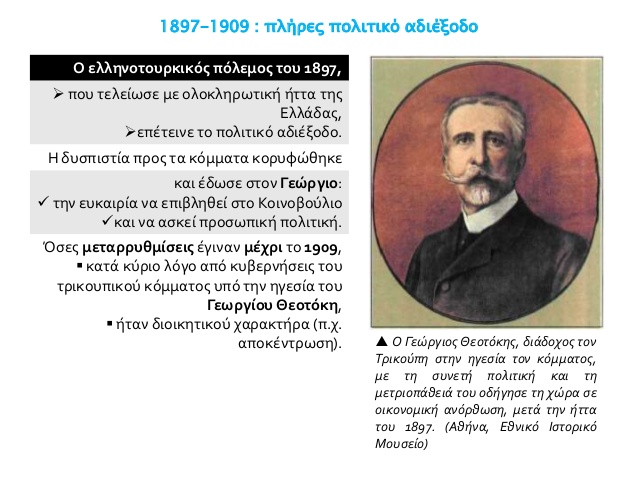 1897-1909 : πλήρες πολιτικό αδιέξοδο
Ο ελληνοτουρκικός πόλεμος του 1897,
➢ που τελείωσε με ολοκληρωτική ήττα της
Ελλάδας,
➢επέτεινε το πολιτικό αδιέξοδο.
Η δυσπιστία προς τα κόμματα κορυφώθηκε
και έδωσε στον Γεώργιο:
✓ την ευκαιρία να επιβληθεί στο Κοινοβούλιο
✓και να ασκεί προσωπική πολιτική.
Όσες μεταρρυθμίσεις έγιναν μέχρι το 1909,
▪ κατά κύριο λόγο από κυβερνήσεις του
τρικουπικού κόμματος υπό την ηγεσία του
Γεωργίου Θεοτόκη,
▪ ήταν διοικητικού χαρακτήρα (π.χ.
αποκέντρωση).
▲ Ο Γεώργιος Θεοτόκης, διάδοχος τον
Τρικούπη στην ηγεσία τον κόμματος,
με τη συνετή πολιτική και τη
μετριοπάθειά του οδήγησε τη χώρα σε
οικονομική ανόρθωση, μετά την ήττα
του 1897. (Αθήνα, Εθνικό Ιστορικό
Μουσείο)